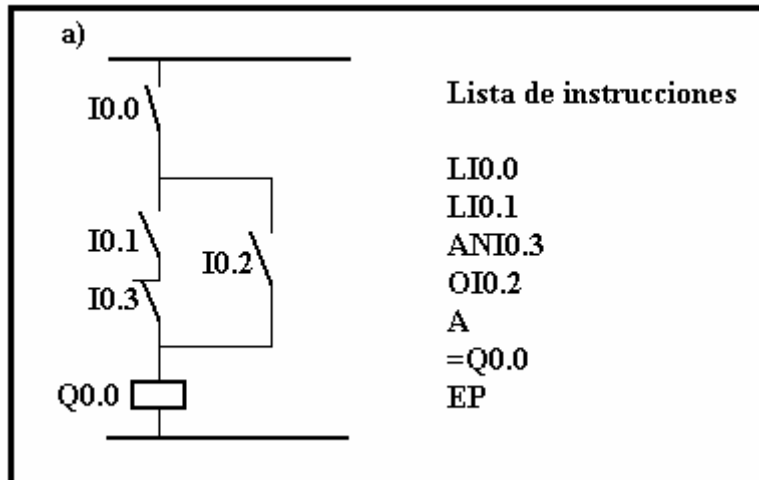 a)
I0.0
I0.1
I0.2
I0.3
Q0.0
Lista de instrucciones
LI0.0
LI0.1
ANI0.3
OI0.2
A
=Q0.0
EP